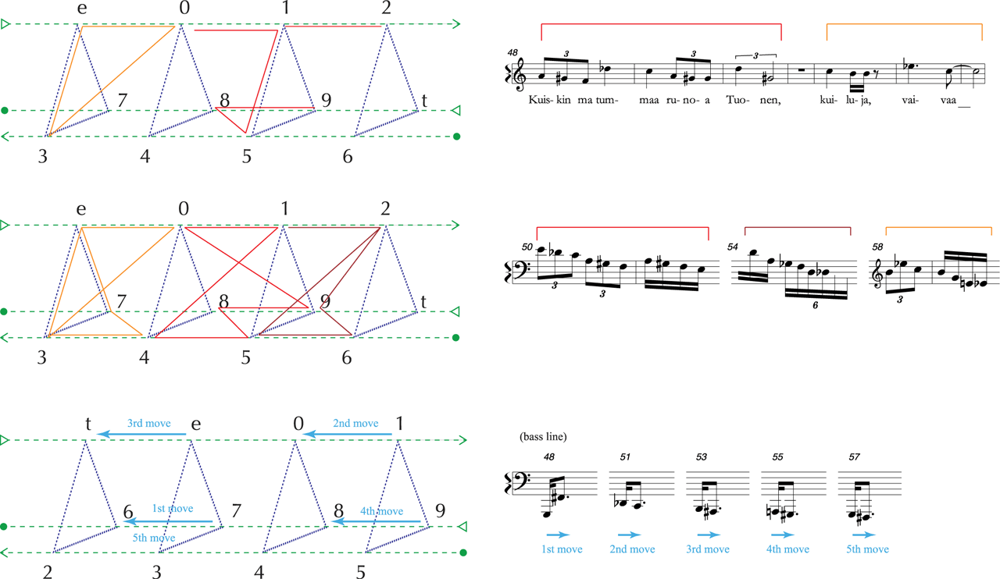 e 0 1 2
7 8 9 t
3 4 5 6
48 3 3 3
Kuis- kin ma tum- maa ru- no- a Tuo- nen, kui- lu- ja, vai- vaa __
e 0 1 2
7 8 9 t
3 4 5 6
50 54 58
3 3 6 3
t 3rd move e 0 2nd move 1
6 1st move 7 8 4th move 9
5th move
2 3 4 5
(bass line)
48 51 53 55 57
1st move 2nd move 3rd move 4th move 5th move